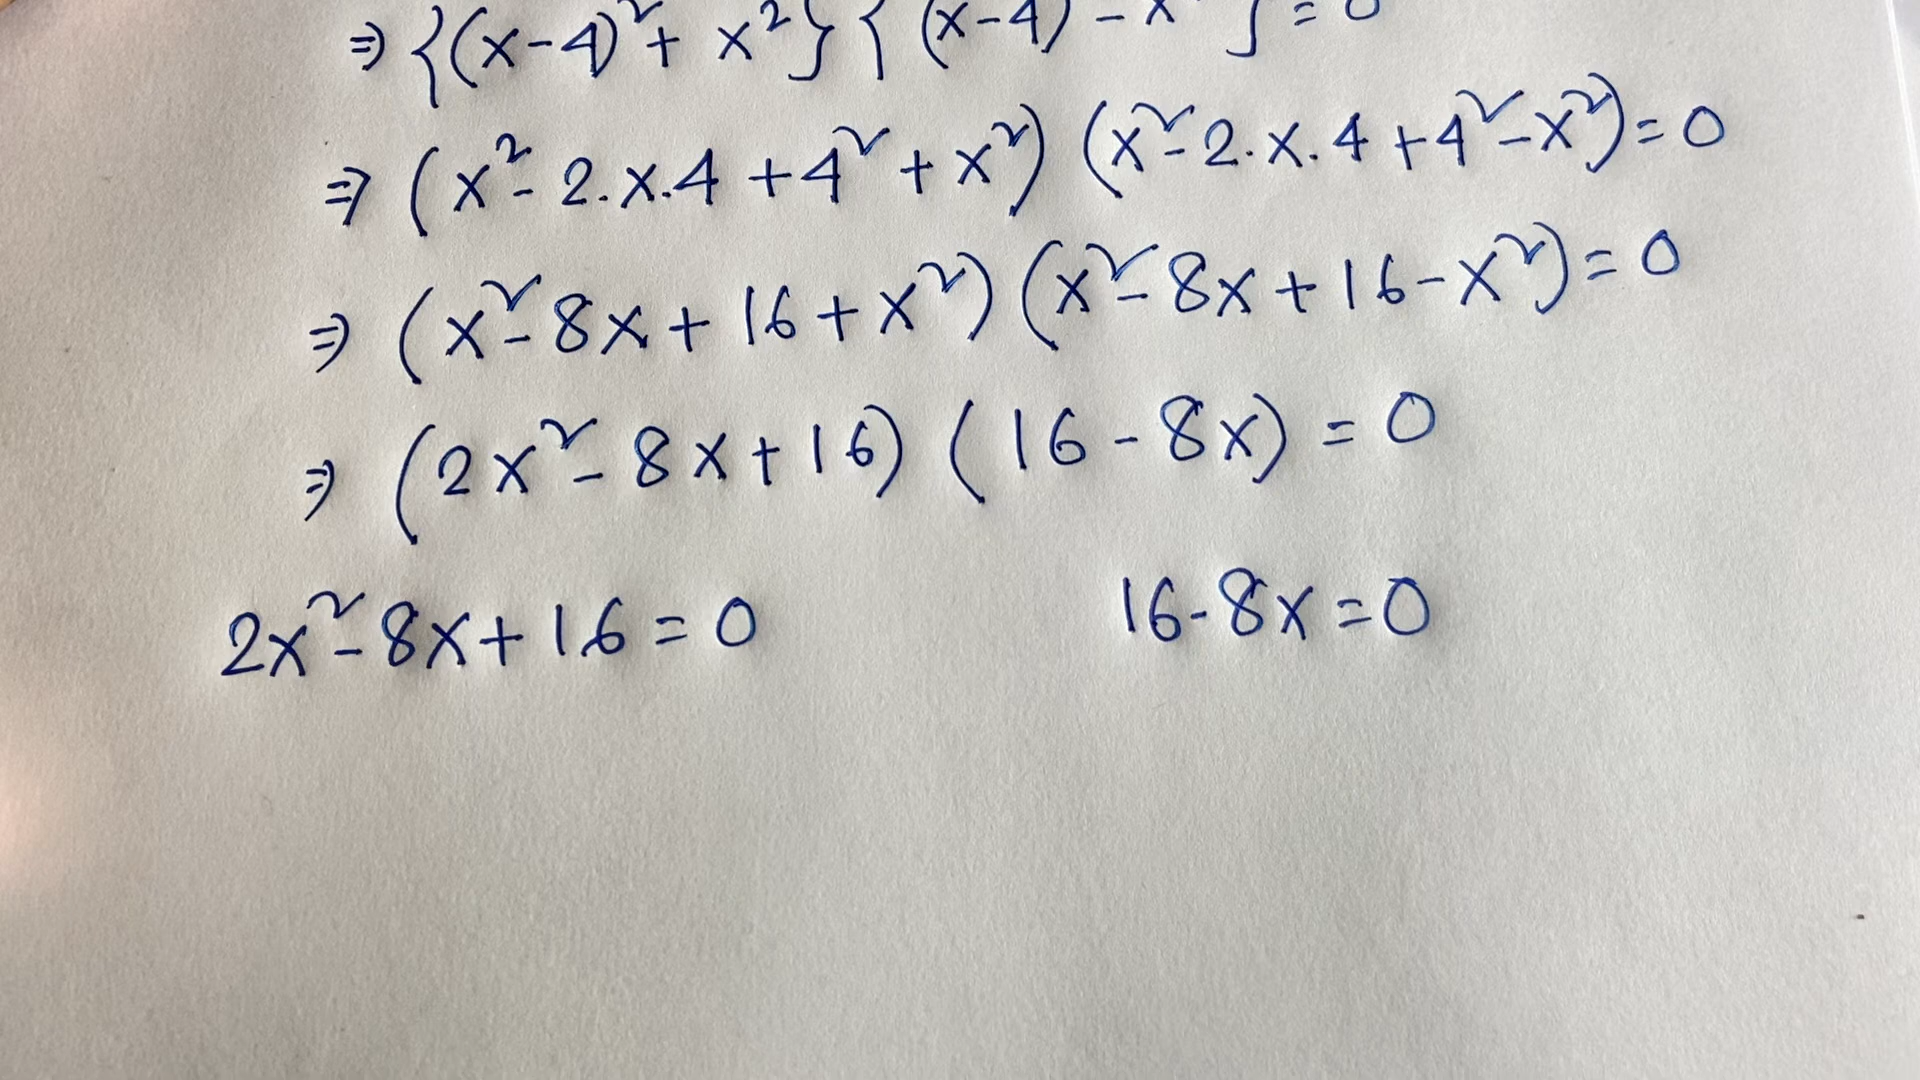 ⇒ {(x-4)² + x²} { (x-4) - x } = 0
⇒ (x² - 2.x.4 + 4² + x²) (x² - 2.x.4 + 4² - x²) = 0
⇒ (x² - 8x + 16 + x²) (x² - 8x + 16 - x²) = 0
⇒ (2x² - 8x + 16) (16 - 8x) = 0
2x² - 8x + 16 = 0 16 - 8x = 0